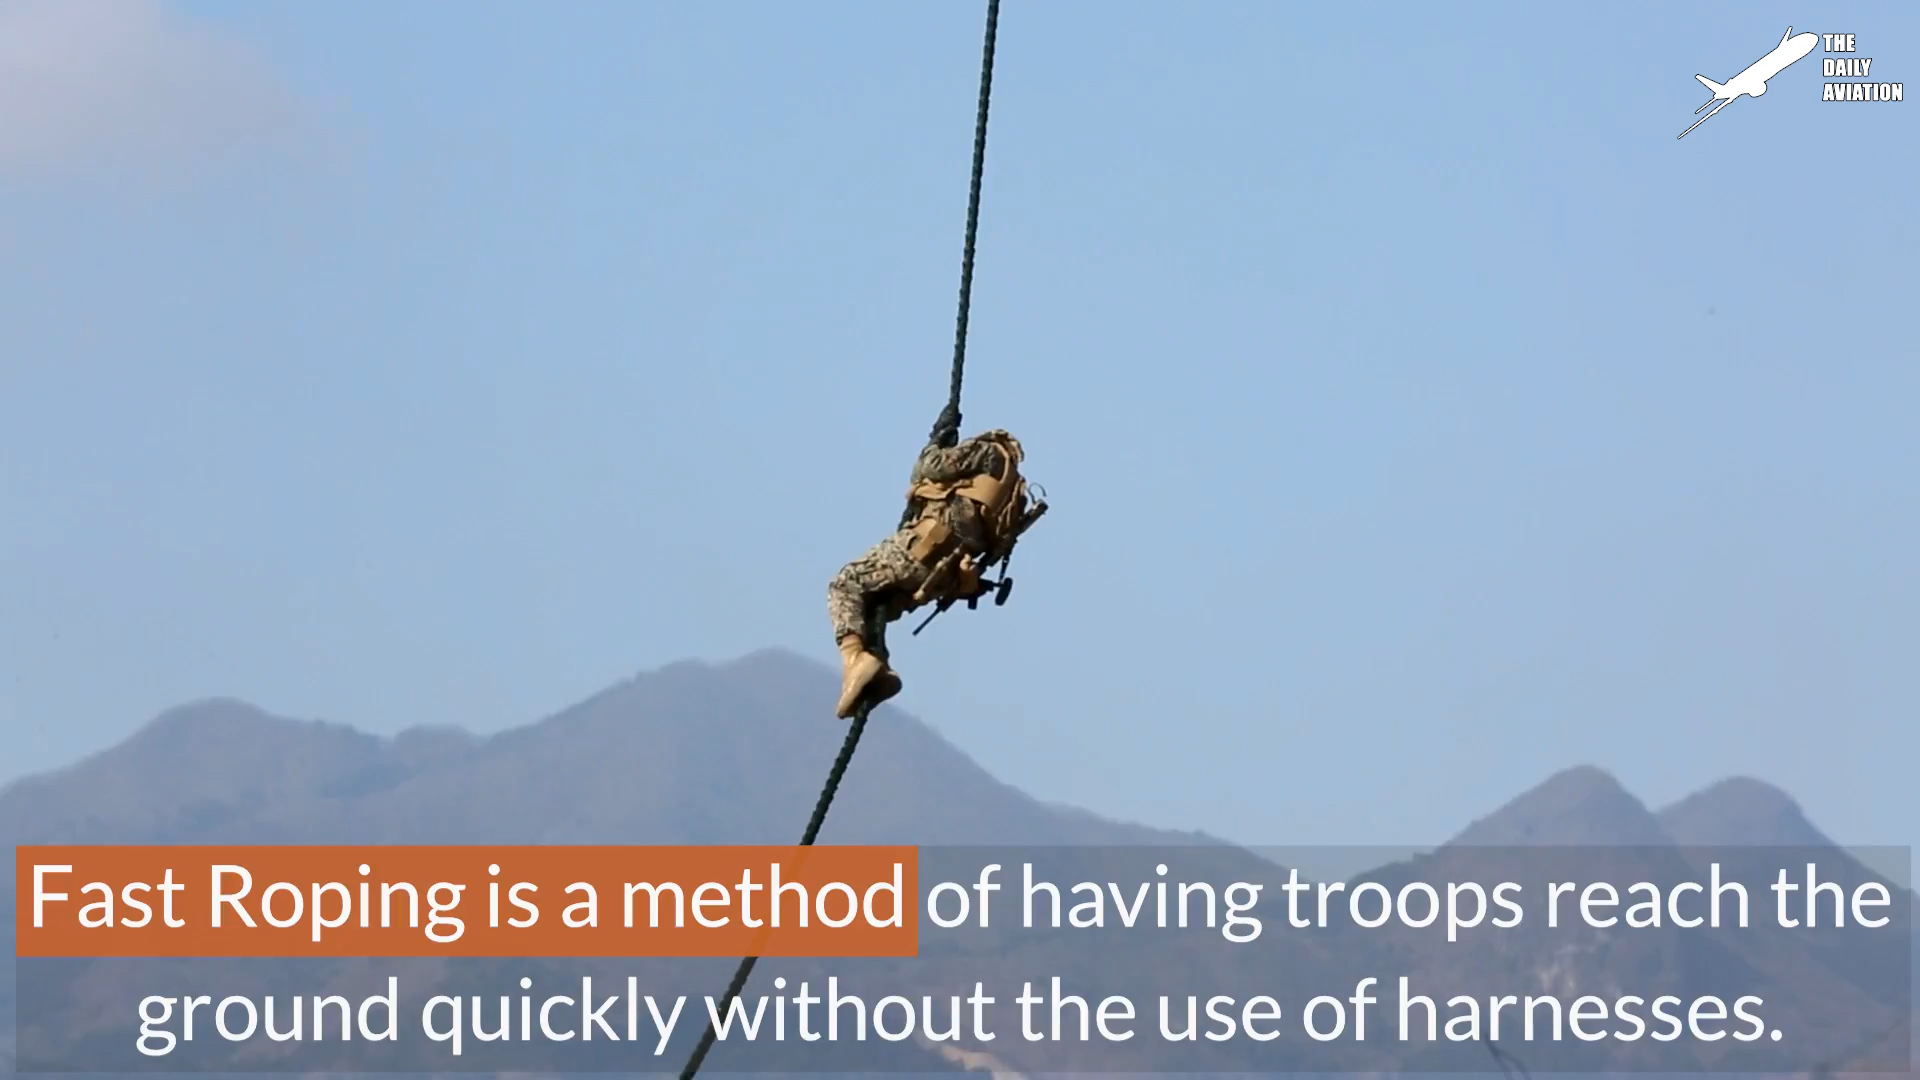 THE
DAILY
AVIATION
Fast Roping is a method of having troops reach the
ground quickly without the use of harnesses.